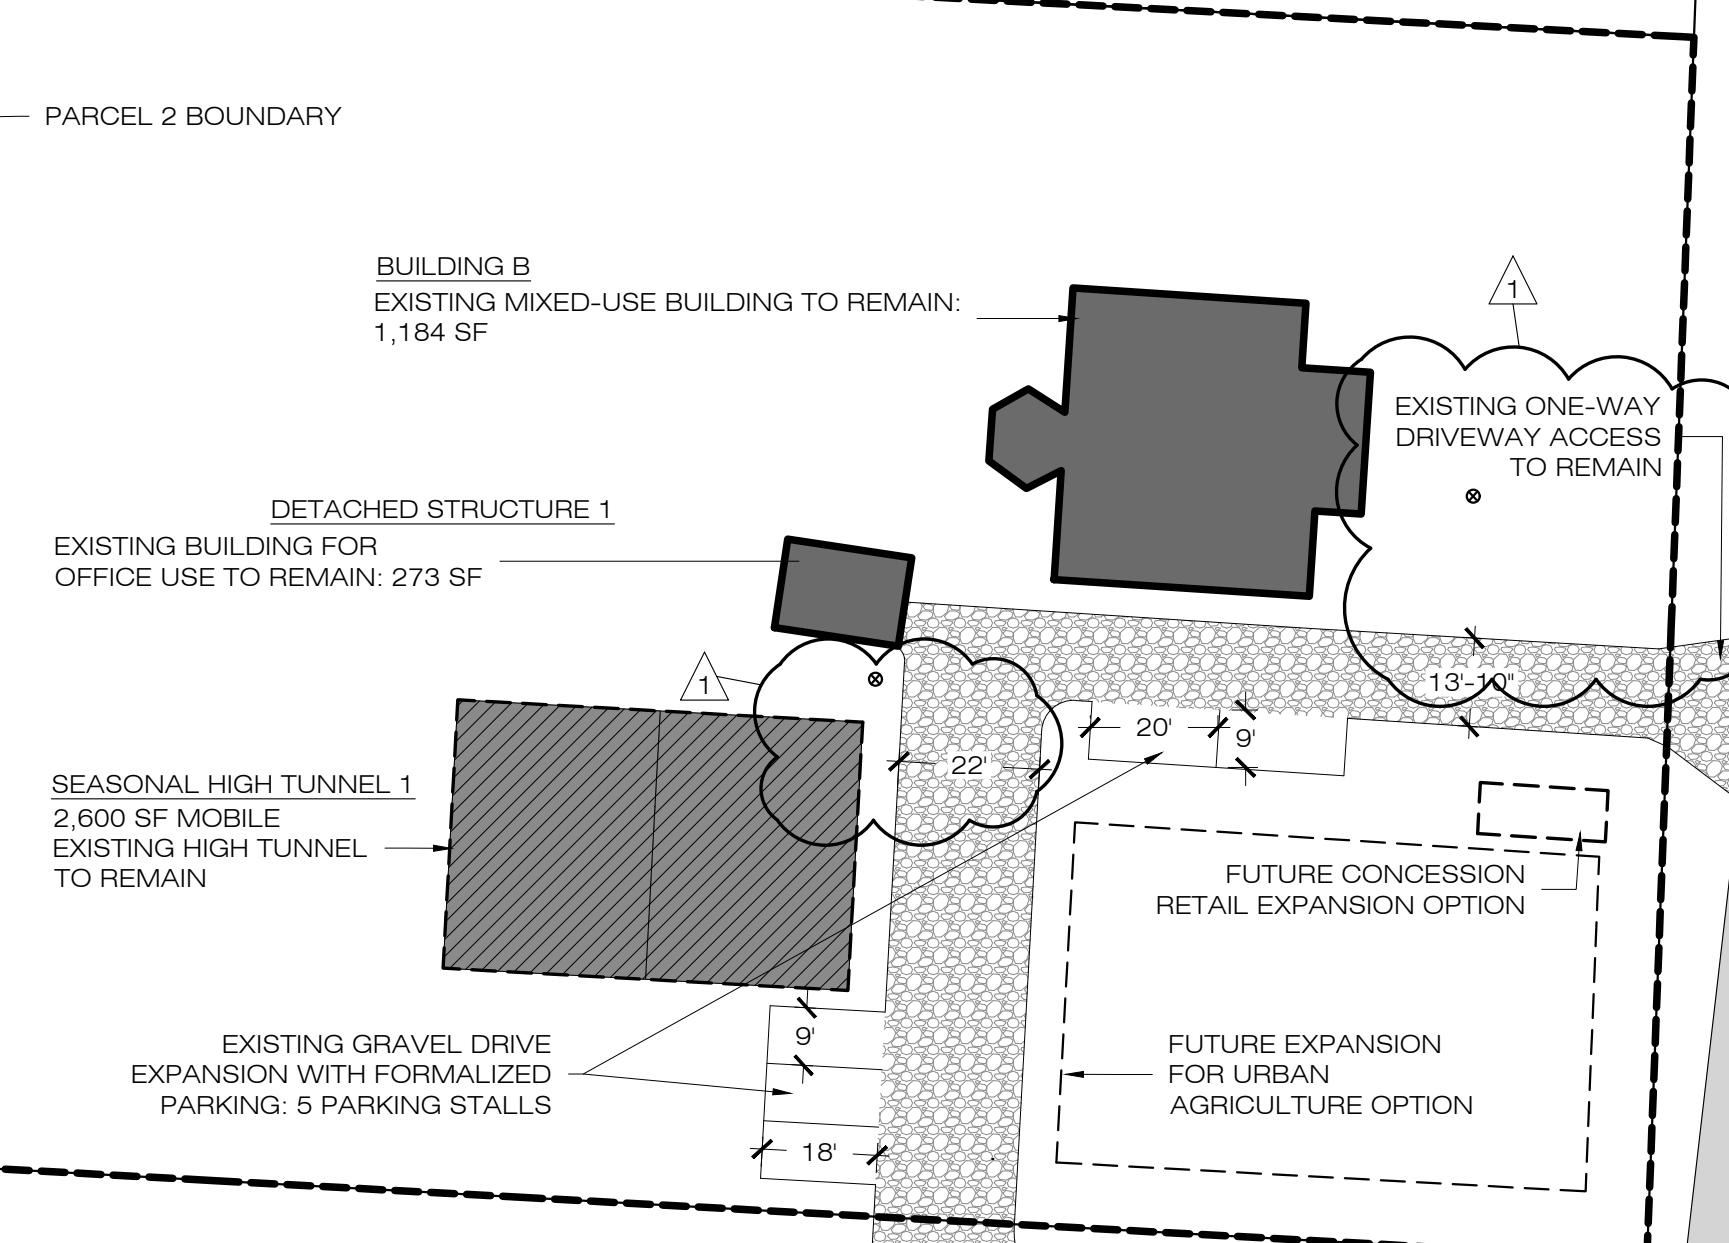 PARCEL 2 BOUNDARY
BUILDING B
EXISTING MIXED-USE BUILDING TO REMAIN:
1,184 SF
1
EXISTING ONE-WAY
DRIVEWAY ACCESS
TO REMAIN
DETACHED STRUCTURE 1
EXISTING BUILDING FOR
OFFICE USE TO REMAIN: 273 SF
1
13'-10"
20'
9'
22'
SEASONAL HIGH TUNNEL 1
2,600 SF MOBILE
EXISTING HIGH TUNNEL
TO REMAIN
FUTURE CONCESSION
RETAIL EXPANSION OPTION
9'
EXISTING GRAVEL DRIVE
EXPANSION WITH FORMALIZED
PARKING: 5 PARKING STALLS
FUTURE EXPANSION
FOR URBAN
AGRICULTURE OPTION
18'